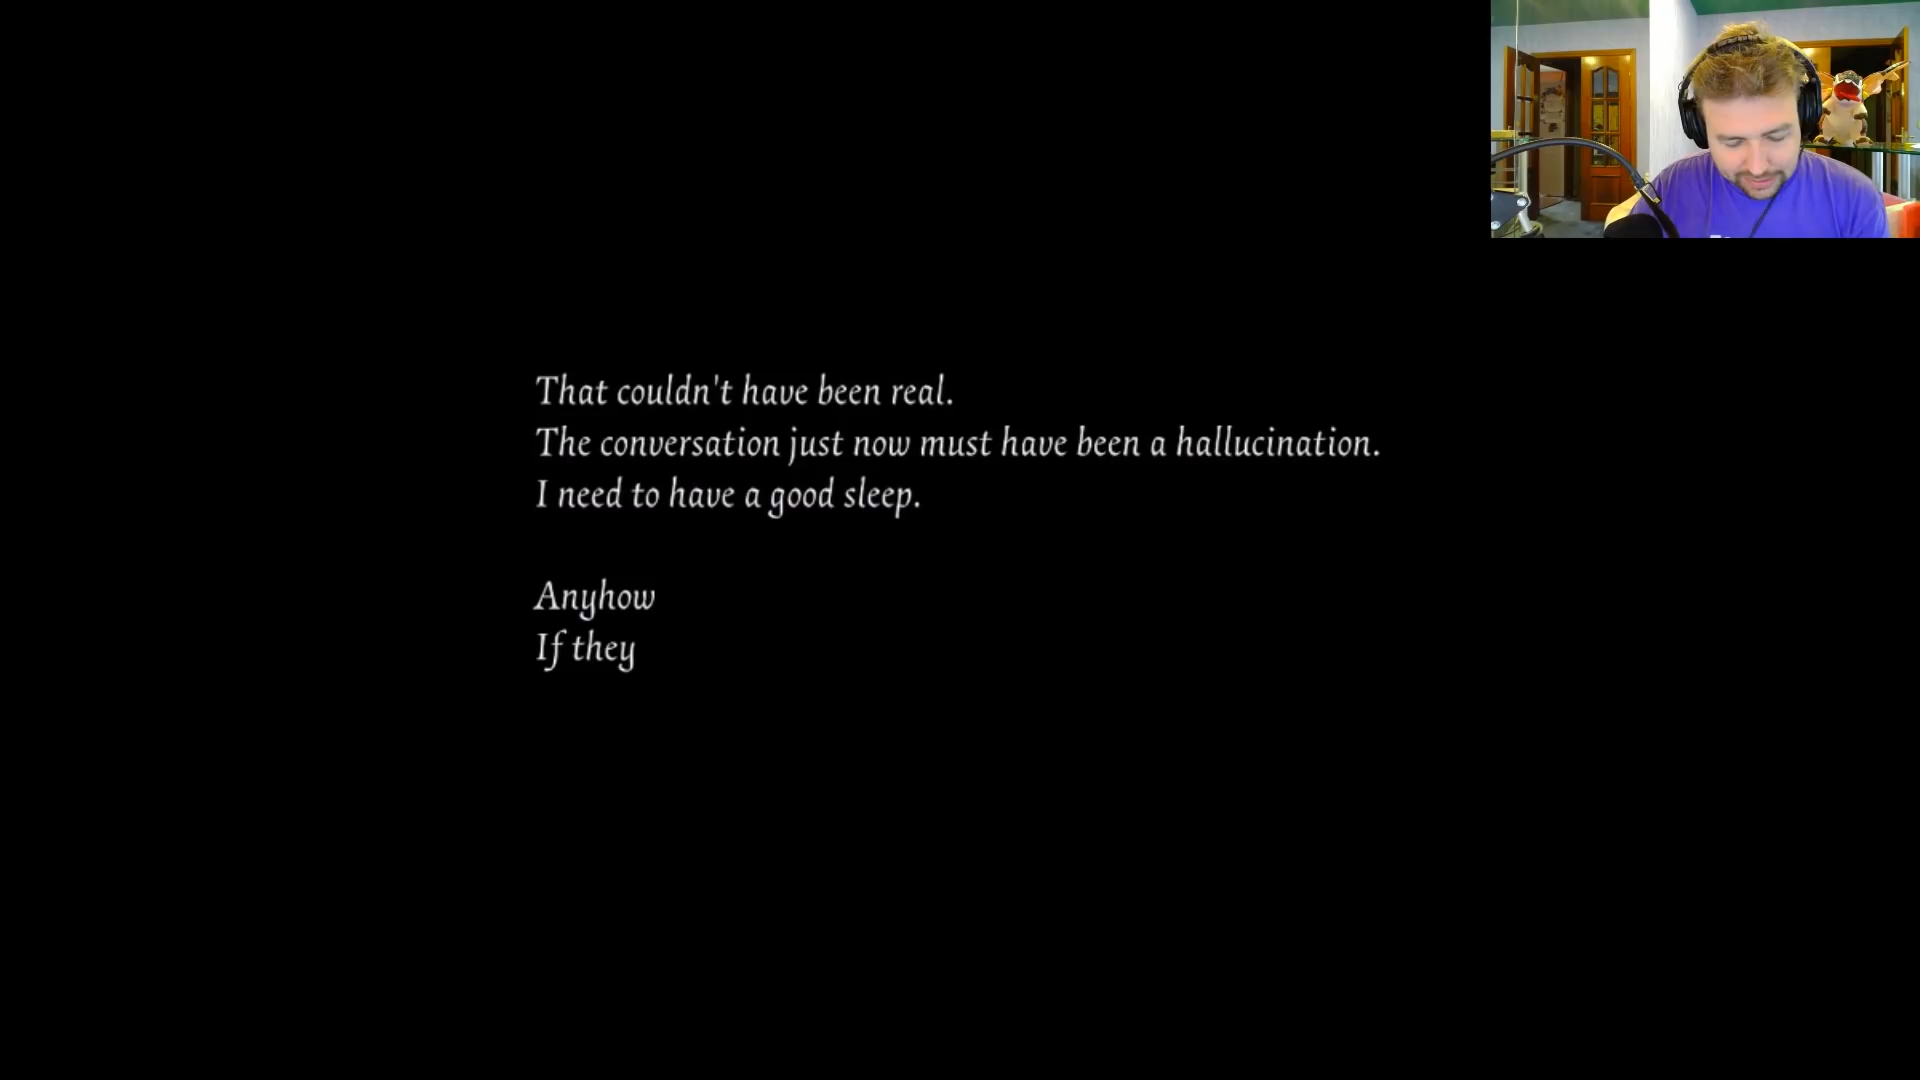 That couldn't have been real.
The conversation just now must have been a hallucination.
I need to have a good sleep.
Anyhow
If they